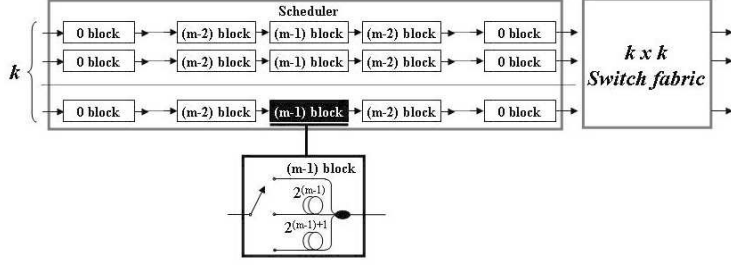 Scheduler
0 block (m-2) block (m-1) block (m-2) block 0 block
0 block (m-2) block (m-1) block (m-2) block 0 block
k
k x k
Switch fabric
0 block (m-2) block (m-1) block (m-2) block 0 block
(m-1) block
2^(m-1)
2^(m-1)+1